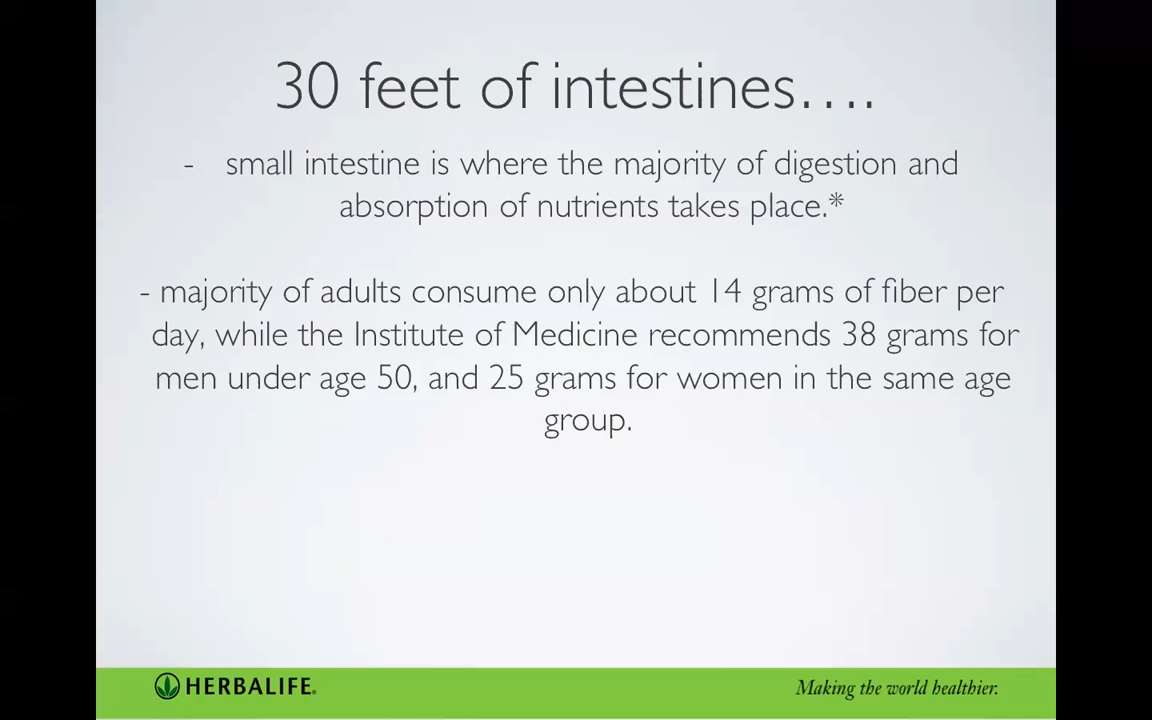 30 feet of intestines….
- small intestine is where the majority of digestion and
absorption of nutrients takes place.*
- majority of adults consume only about 14 grams of fiber per
day, while the Institute of Medicine recommends 38 grams for
men under age 50, and 25 grams for women in the same age
group.
HERBALIFE®
Making the world healthier.